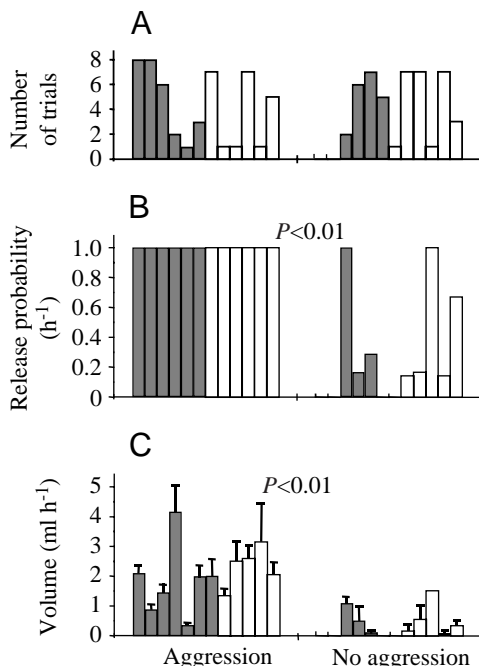 A
Number
of trials
8
6
4
2
0
B
P<0.01
Release probability
(h⁻¹)
1.0
0.8
0.6
0.4
0.2
0
C
P<0.01
Volume (ml h⁻¹)
5
4
3
2
1
0
Aggression
No aggression